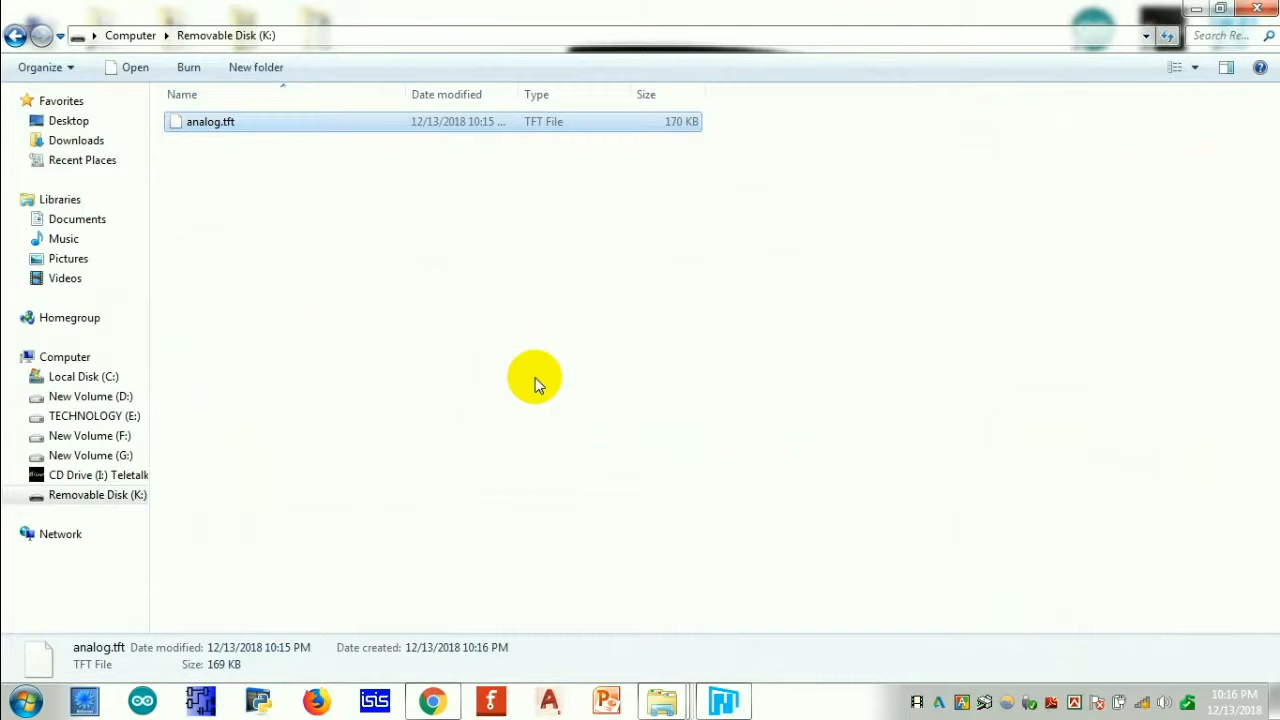 Computer Removable Disk (K:) Search Re...
Organize Open Burn New folder
Name Date modified Type Size
analog.tft 12/13/2018 10:15 ... TFT File 170 KB
Favorites
Desktop
Downloads
Recent Places
Libraries
Documents
Music
Pictures
Videos
Homegroup
Computer
Local Disk (C:)
New Volume (D:)
TECHNOLOGY (E:)
New Volume (F:)
New Volume (G:)
CD Drive (I:) Teletalk
Removable Disk (K:)
Network
analog.tft Date modified: 12/13/2018 10:15 PM Date created: 12/13/2018 10:16 PM
TFT File Size: 169 KB
isis
10:16 PM
12/13/2018